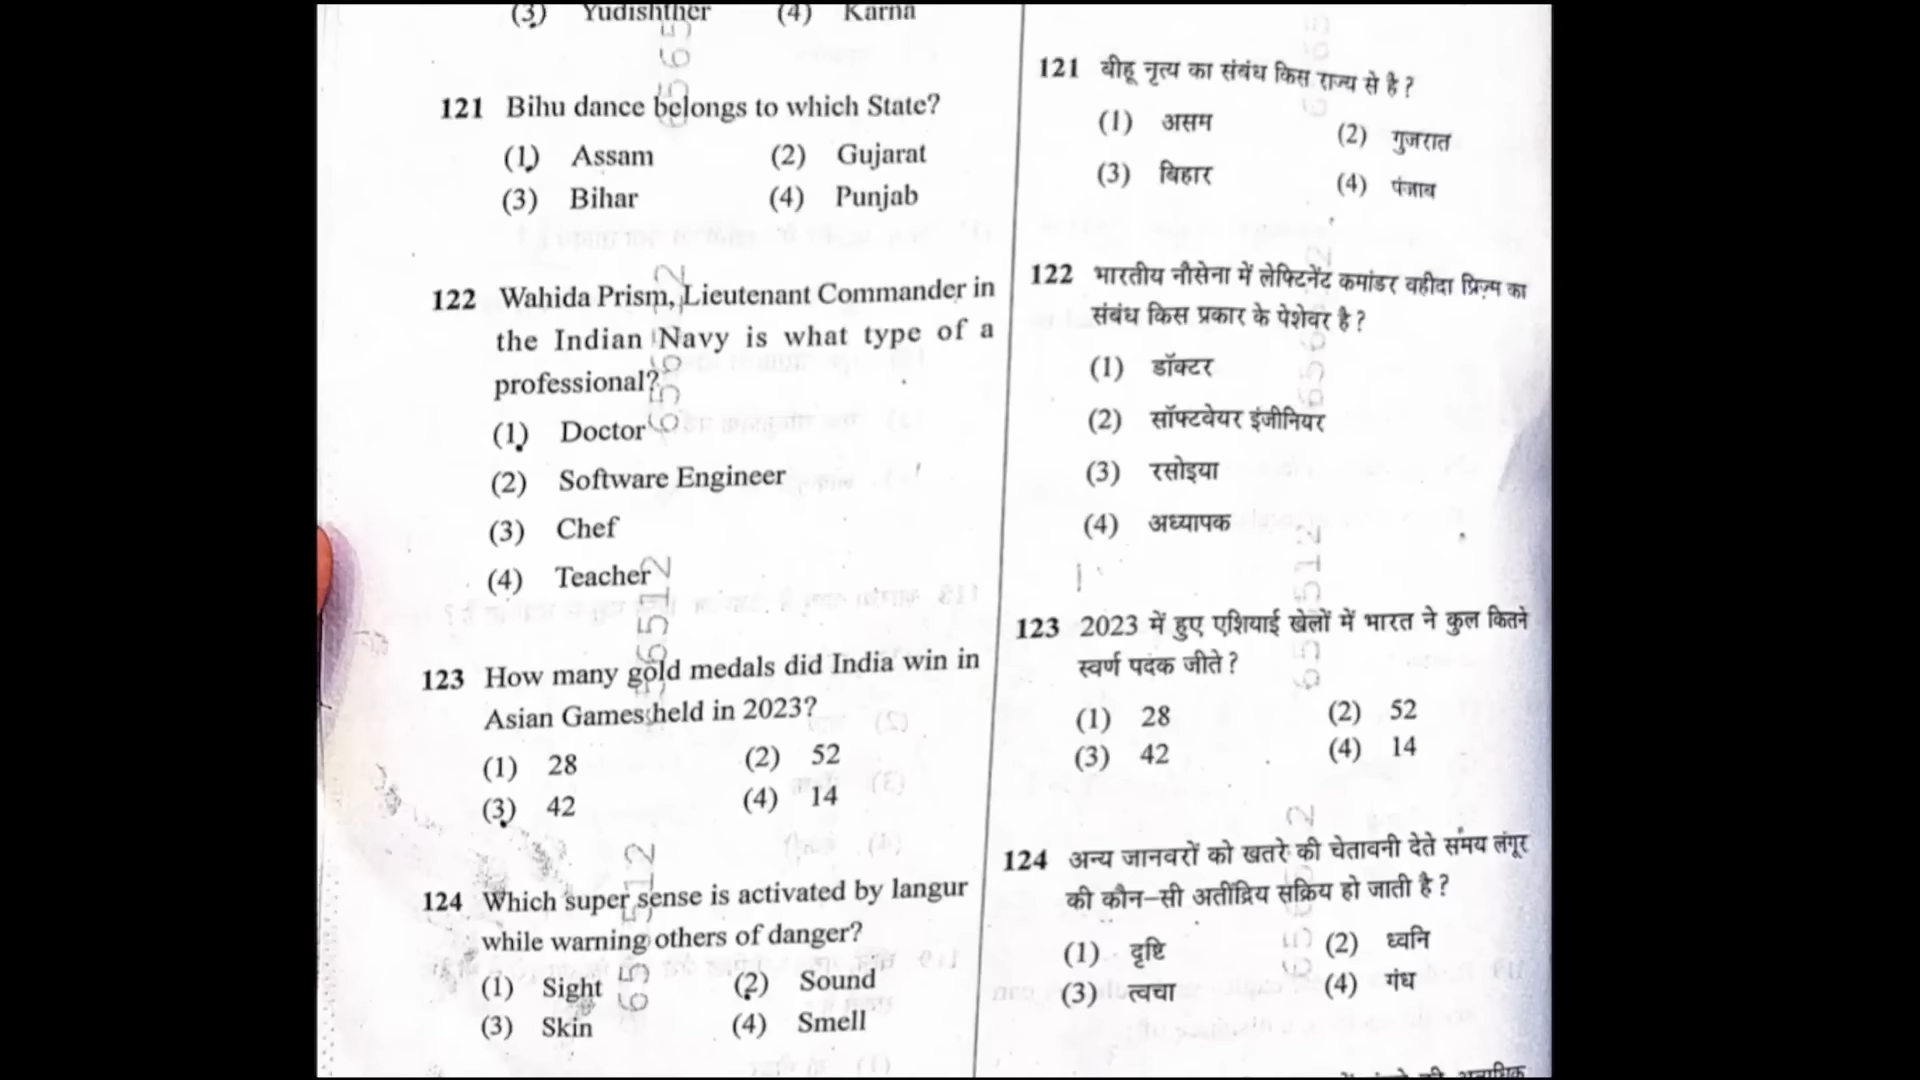 (3) Yudishther (4) Karna
121 Bihu dance belongs to which State?
(1) Assam (2) Gujarat
(3) Bihar (4) Punjab
122 Wahida Prism, Lieutenant Commander in
the Indian Navy is what type of a
professional?
(1) Doctor
(2) Software Engineer
(3) Chef
(4) Teacher
123 How many gold medals did India win in
Asian Games held in 2023?
(1) 28 (2) 52
(3) 42 (4) 14
124 Which super sense is activated by langur
while warning others of danger?
(1) Sight (2) Sound
(3) Skin (4) Smell
121 बीहू नृत्य का संबंध किस राज्य से है?
(1) असम (2) गुजरात
(3) बिहार (4) पंजाब
122 भारतीय नौसेना में लेफ्टिनेंट कमांडर वहीदा प्रिज़्म का
संबंध किस प्रकार के पेशेवर है?
(1) डॉक्टर
(2) सॉफ्टवेयर इंजीनियर
(3) रसोइया
(4) अध्यापक
123 2023 में हुए एशियाई खेलों में भारत ने कुल कितने
स्वर्ण पदक जीते?
(1) 28 (2) 52
(3) 42 (4) 14
124 अन्य जानवरों को खतरे की चेतावनी देते समय लंगूर
की कौन-सी अतींद्रिय सक्रिय हो जाती है?
(1) दृष्टि (2) ध्वनि
(3) त्वचा (4) गंध